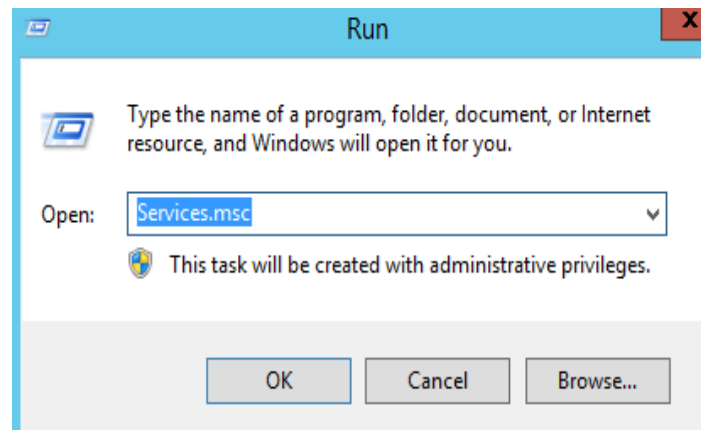 Run
X
Type the name of a program, folder, document, or Internet
resource, and Windows will open it for you.
Open: Services.msc
This task will be created with administrative privileges.
OK Cancel Browse...